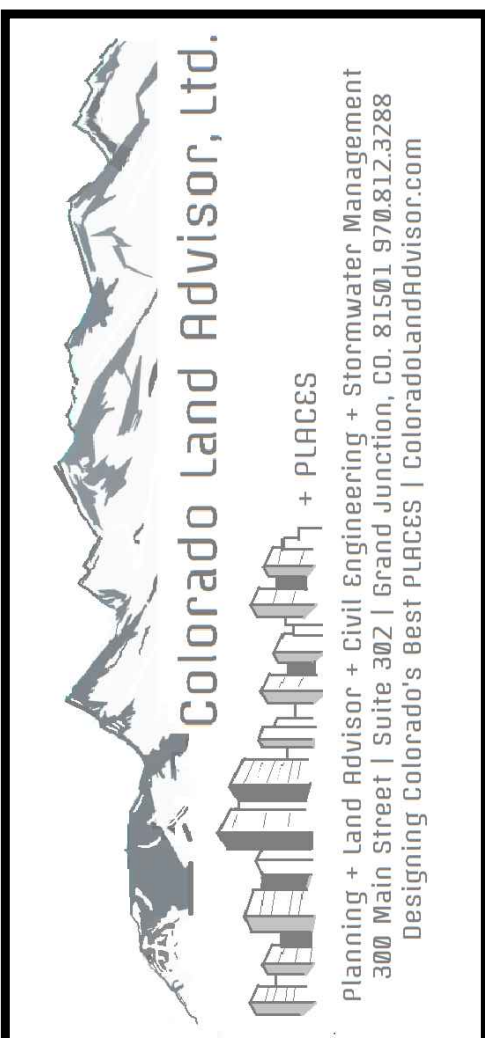 Colorado Land Advisor, Ltd.
+ PLACES
Planning + Land Advisor + Civil Engineering + Stormwater Management
300 Main Street | Suite 302 | Grand Junction, CO. 81501 970.812.3288
Designing Colorado's Best PLACES | ColoradoLandAdvisor.com